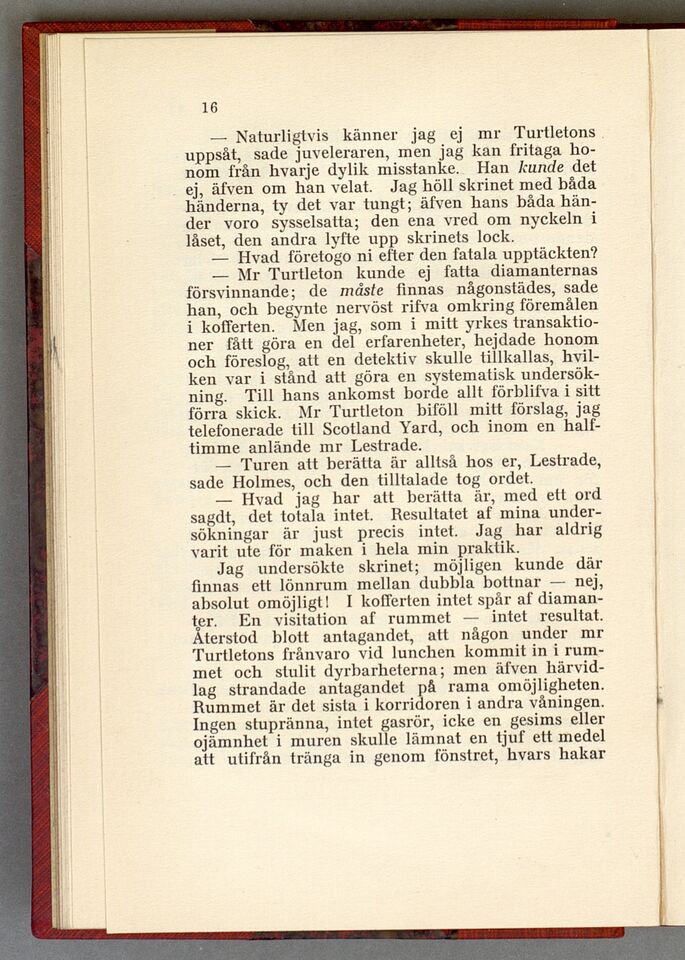 16
— Naturligtvis känner jag ej mr Turtletons
uppsåt, sade juveleraren, men jag kan fritaga ho-
nom från hvarje dylik misstanke. Han kunde det
ej, äfven om han velat. Jag höll skrinet med båda
händerna, ty det var tungt; äfven hans båda hän-
der voro sysselsatta; den ena vred om nyckeln i
låset, den andra lyfte upp skrinets lock.
— Hvad företogo ni efter den fatala upptäckten?
— Mr Turtleton kunde ej fatta diamanternas
försvinnande; de måste finnas någonstädes, sade
han, och begynte nervöst rifva omkring föremålen
i kofferten. Men jag, som i mitt yrkes transaktio-
ner fått göra en del erfarenheter, hejdade honom
och föreslog, att en detektiv skulle tillkallas, hvil-
ken var i stånd att göra en systematisk undersök-
ning. Till hans ankomst borde allt förblifva i sitt
förra skick. Mr Turtleton biföll mitt förslag, jag
telefonerade till Scotland Yard, och inom en half-
timme anlände mr Lestrade.
— Turen att berätta är alltså hos er, Lestrade,
sade Holmes, och den tilltalade tog ordet.
— Hvad jag har att berätta är, med ett ord
sagdt, det totala intet. Resultatet af mina under-
sökningar är just precis intet. Jag har aldrig
varit ute för maken i hela min praktik.
Jag undersökte skrinet; möjligen kunde där
finnas ett lönnrum mellan dubbla bottnar — nej,
absolut omöjligt! I kofferten intet spår af diaman-
ter. En visitation af rummet — intet resultat.
Återstod blott antagandet, att någon under mr
Turtletons frånvaro vid lunchen kommit in i rum-
met och stulit dyrbarheterna; men äfven härvid-
lag strandade antagandet på rama omöjligheten.
Rummet är det sista i korridoren i andra våningen.
Ingen stupränna, intet gasrör, icke en gesims eller
ojämnhet i muren skulle lämnat en tjuf ett medel
att utifrån tränga in genom fönstret, hvars hakar